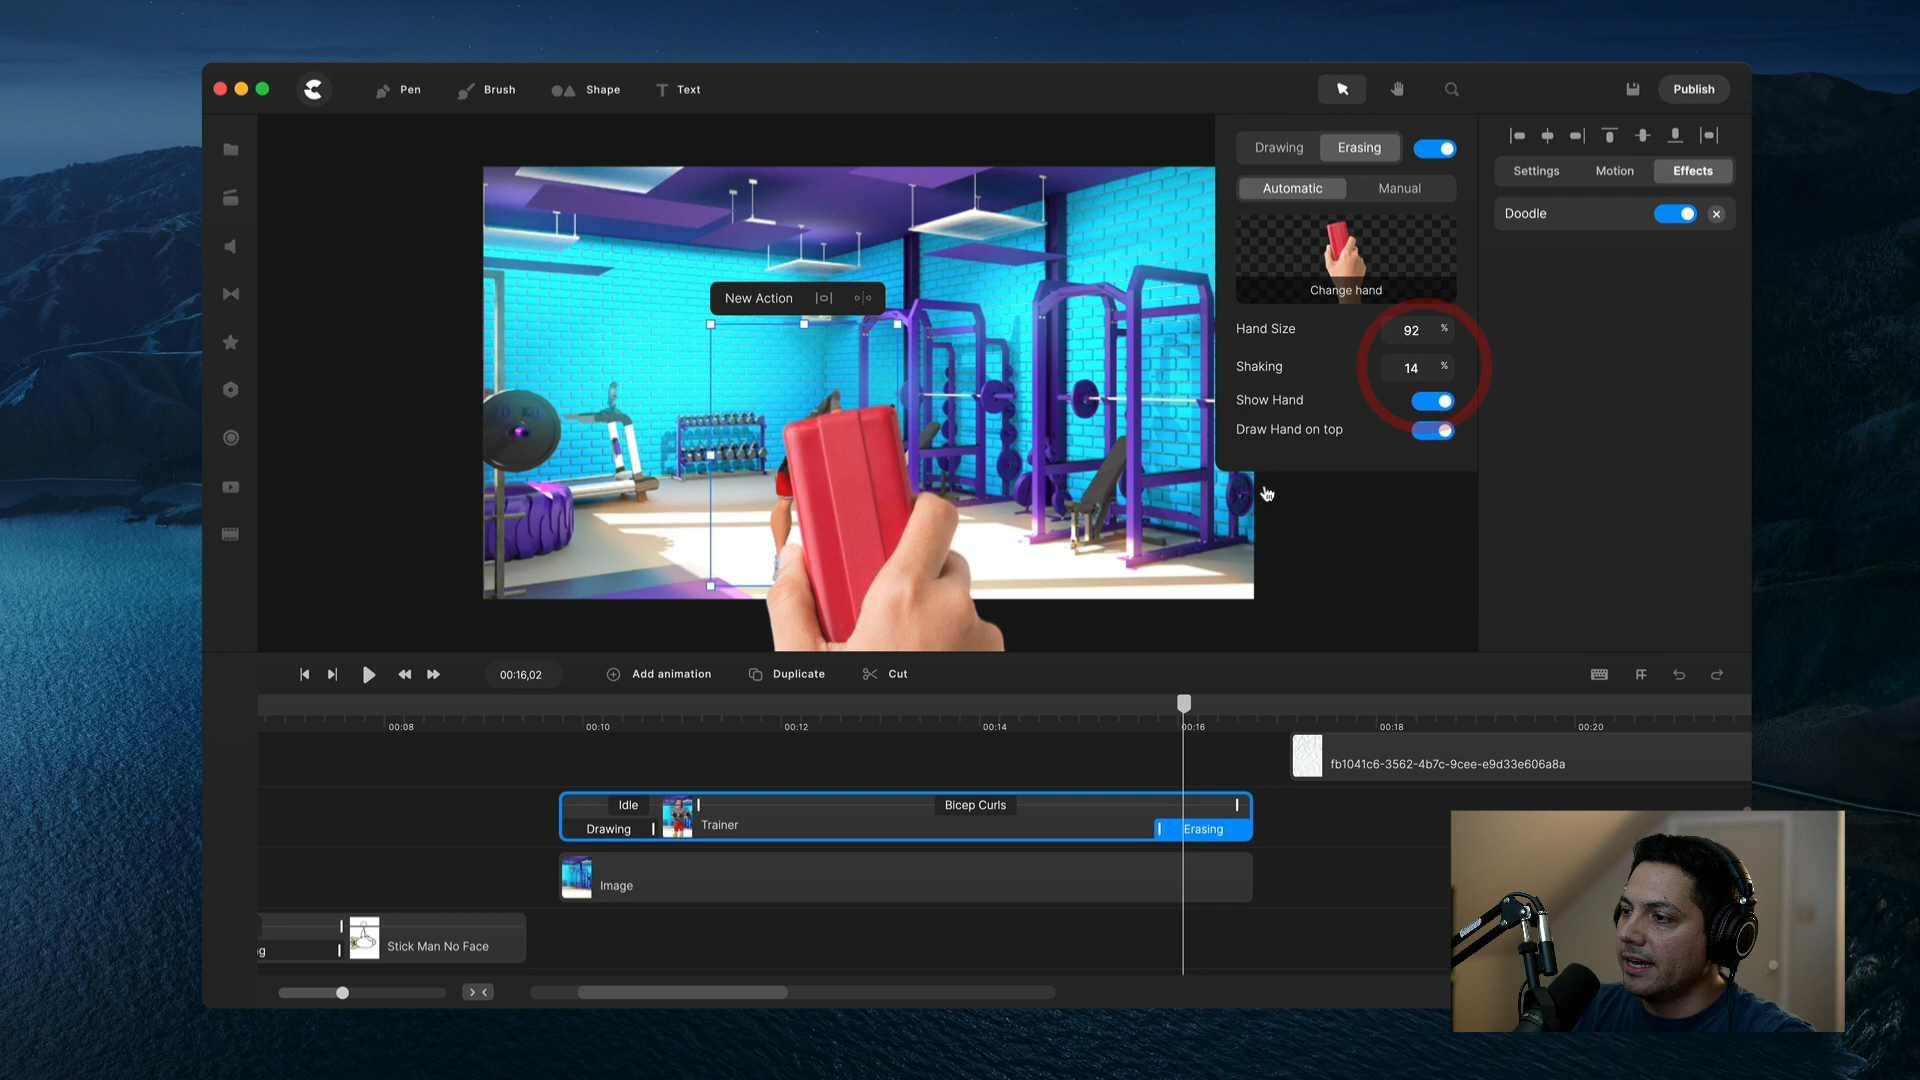 Pen Brush Shape Text Publish
Drawing Erasing
Settings Motion Effects
Automatic Manual
Doodle
Change hand
New Action
Hand Size 92 %
Shaking 14 %
Show Hand
Draw Hand on top
00:16,02 Add animation Duplicate Cut
00:08 00:10 00:12 00:14 00:16 00:18 00:20
fb1041c6-3562-4b7c-9cee-e9d33e606a8a
Idle Bicep Curls
Trainer
Drawing Erasing
Image
Stick Man No Face
g